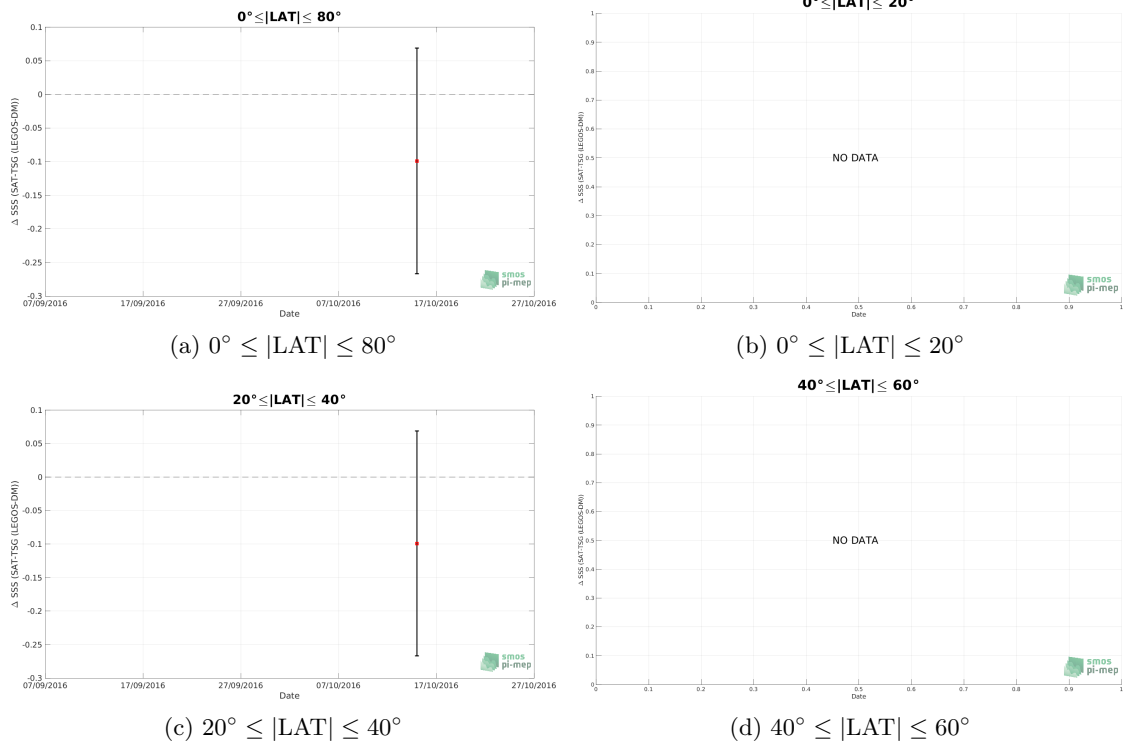 0°≤|LAT|≤ 80°
0.1
0.05
0
-0.05
-0.1
-0.15
-0.2
-0.25
-0.3
Δ SSS (SAT-TSG (LEGOS-DM))
07/09/2016 17/09/2016 27/09/2016 07/10/2016 17/10/2016 27/10/2016
Date
smos
pi-mep
(a) 0° ≤ |LAT| ≤ 80°
0°≤|LAT|≤ 20°
1
0.9
0.8
0.7
0.6
0.5
0.4
0.3
0.2
0.1
0
Δ SSS (SAT-TSG (LEGOS-DM))
NO DATA
0 0.1 0.2 0.3 0.4 0.5 0.6 0.7 0.8 0.9 1
Date
smos
pi-mep
(b) 0° ≤ |LAT| ≤ 20°
20°≤|LAT|≤ 40°
0.1
0.05
0
-0.05
-0.1
-0.15
-0.2
-0.25
-0.3
Δ SSS (SAT-TSG (LEGOS-DM))
07/09/2016 17/09/2016 27/09/2016 07/10/2016 17/10/2016 27/10/2016
Date
smos
pi-mep
(c) 20° ≤ |LAT| ≤ 40°
40°≤|LAT|≤ 60°
1
0.9
0.8
0.7
0.6
0.5
0.4
0.3
0.2
0.1
0
Δ SSS (SAT-TSG (LEGOS-DM))
NO DATA
0 0.1 0.2 0.3 0.4 0.5 0.6 0.7 0.8 0.9 1
Date
smos
pi-mep
(d) 40° ≤ |LAT| ≤ 60°